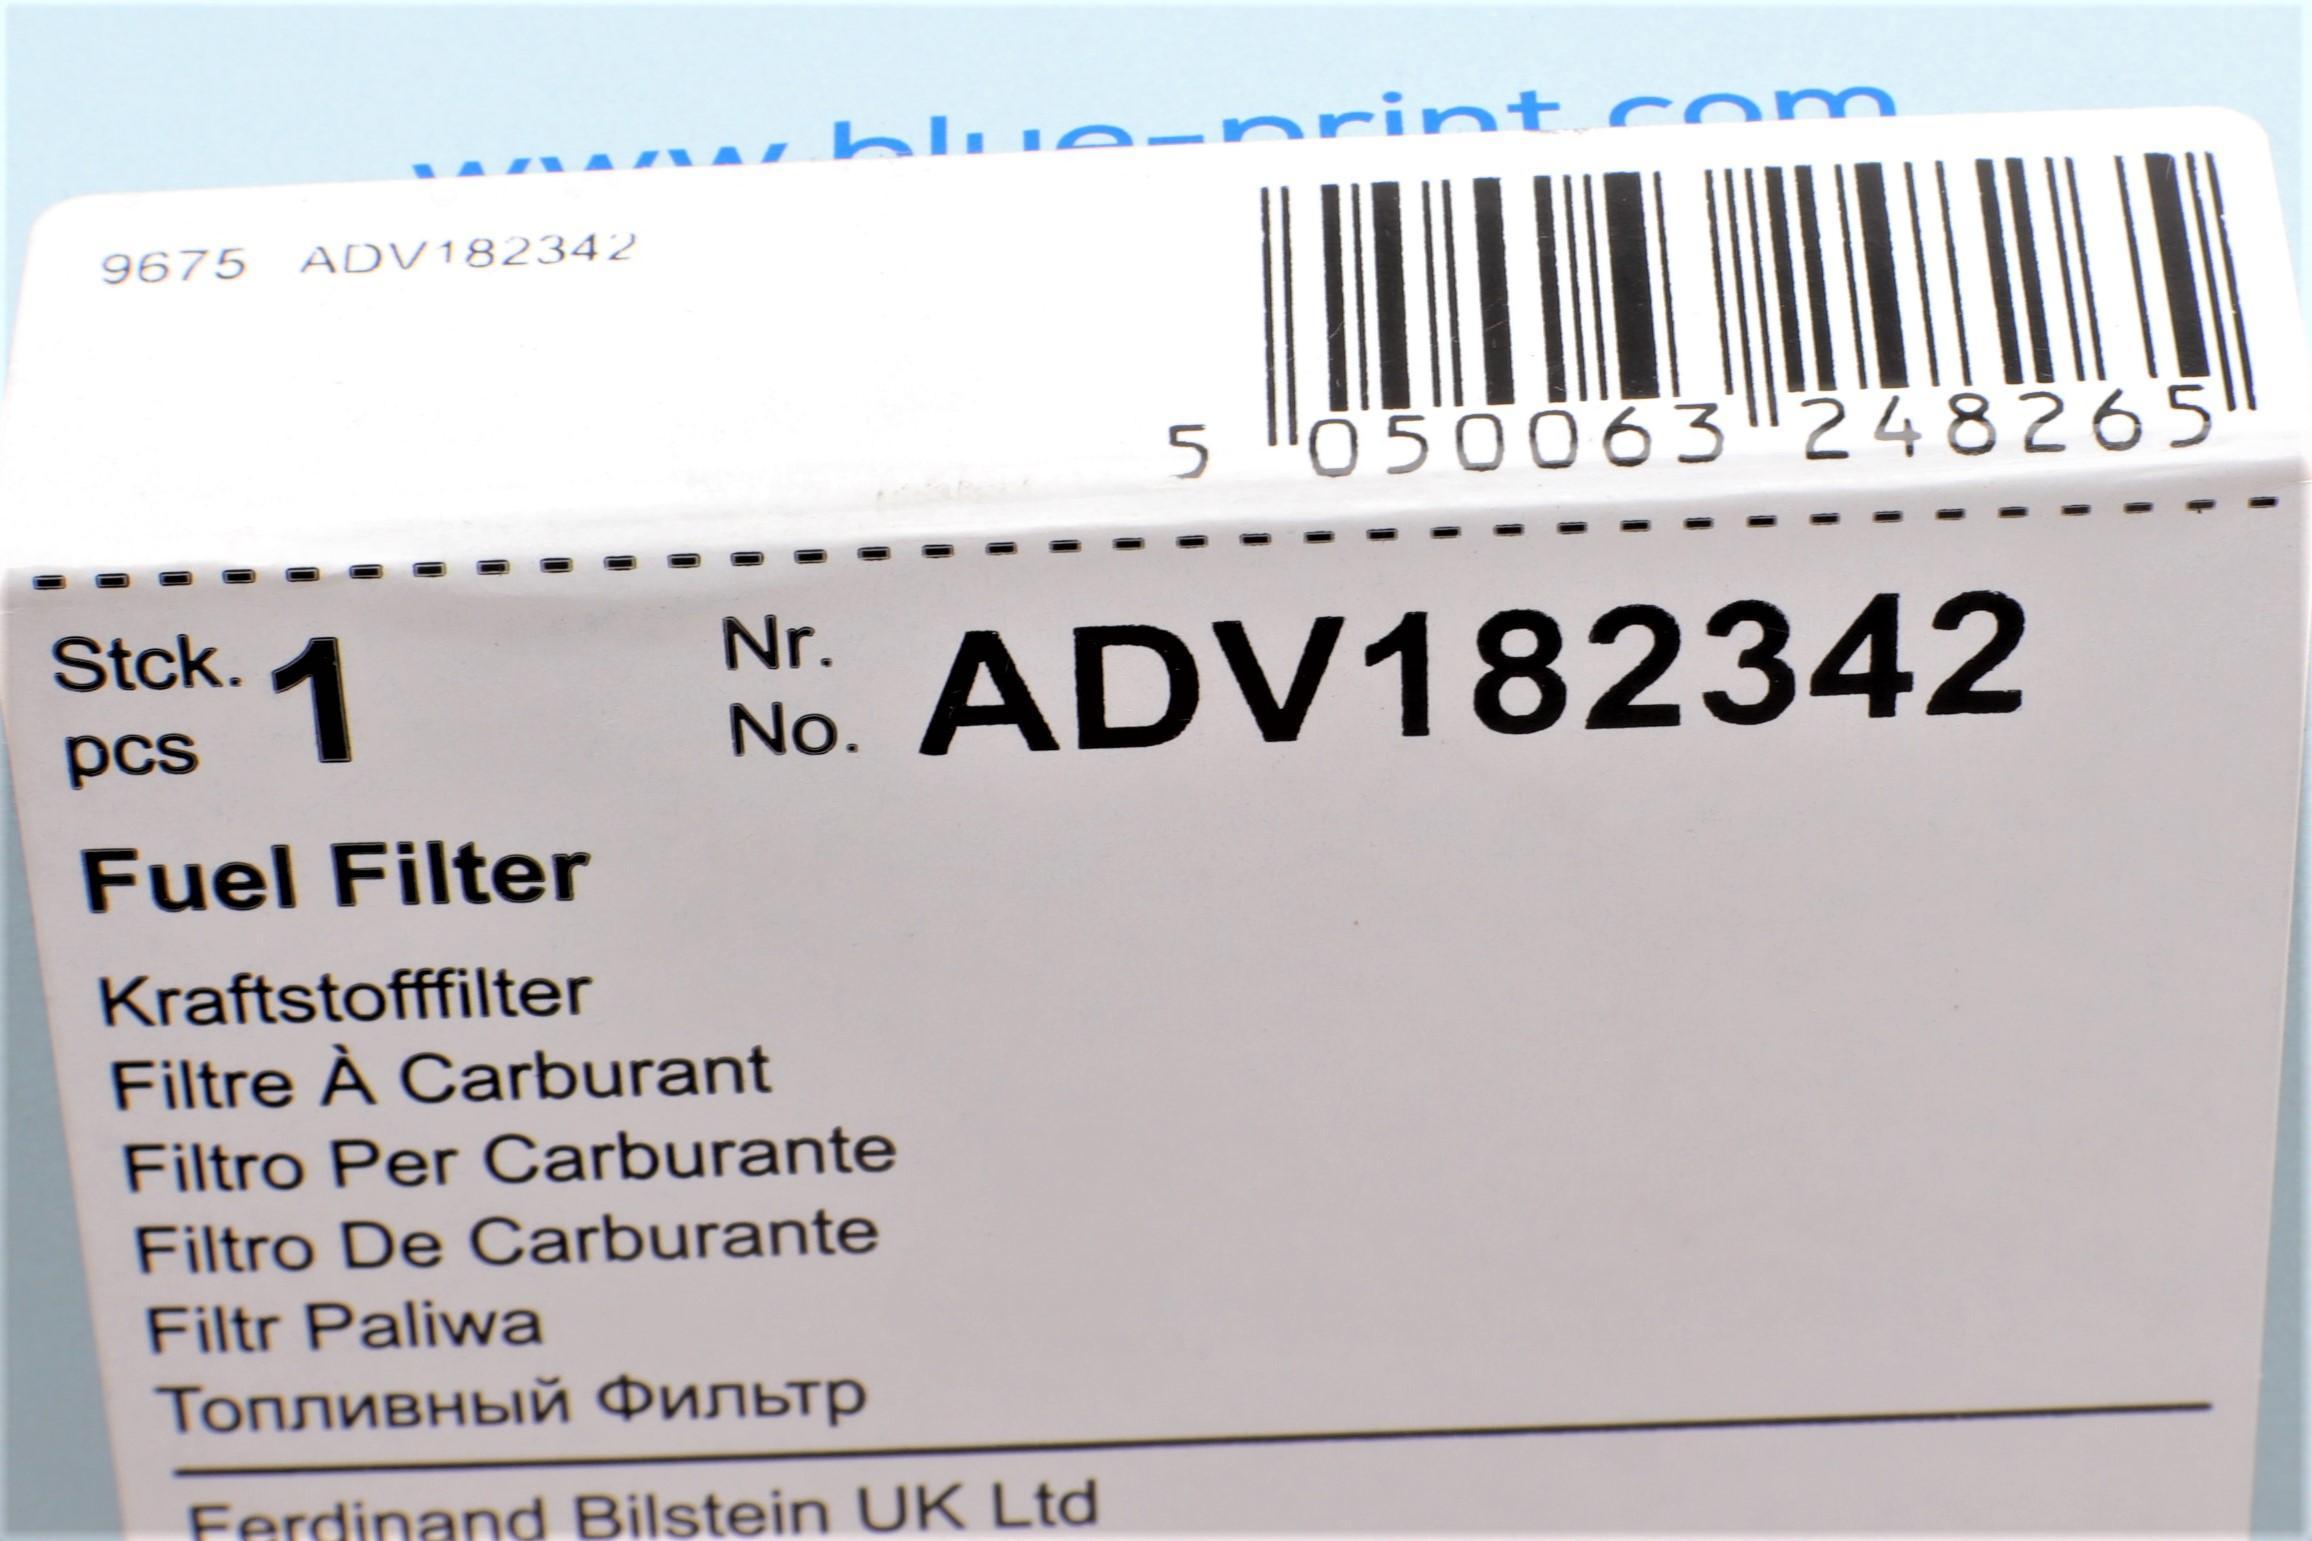 www.blue-print.com
9675 ADV182342
5 050063 248265
Stck. 1 Nr. ADV182342
pcs No.
Fuel Filter
Kraftstofffilter
Filtre À Carburant
Filtro Per Carburante
Filtro De Carburante
Filtr Paliwa
Топливный Фильтр
Ferdinand Bilstein UK Ltd